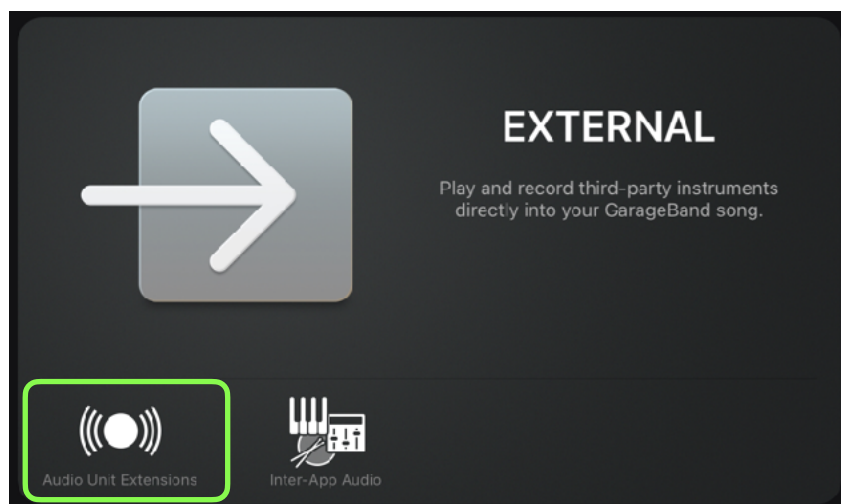 EXTERNAL
Play and record third-party instruments
directly into your GarageBand song.
Audio Unit Extensions
Inter-App Audio